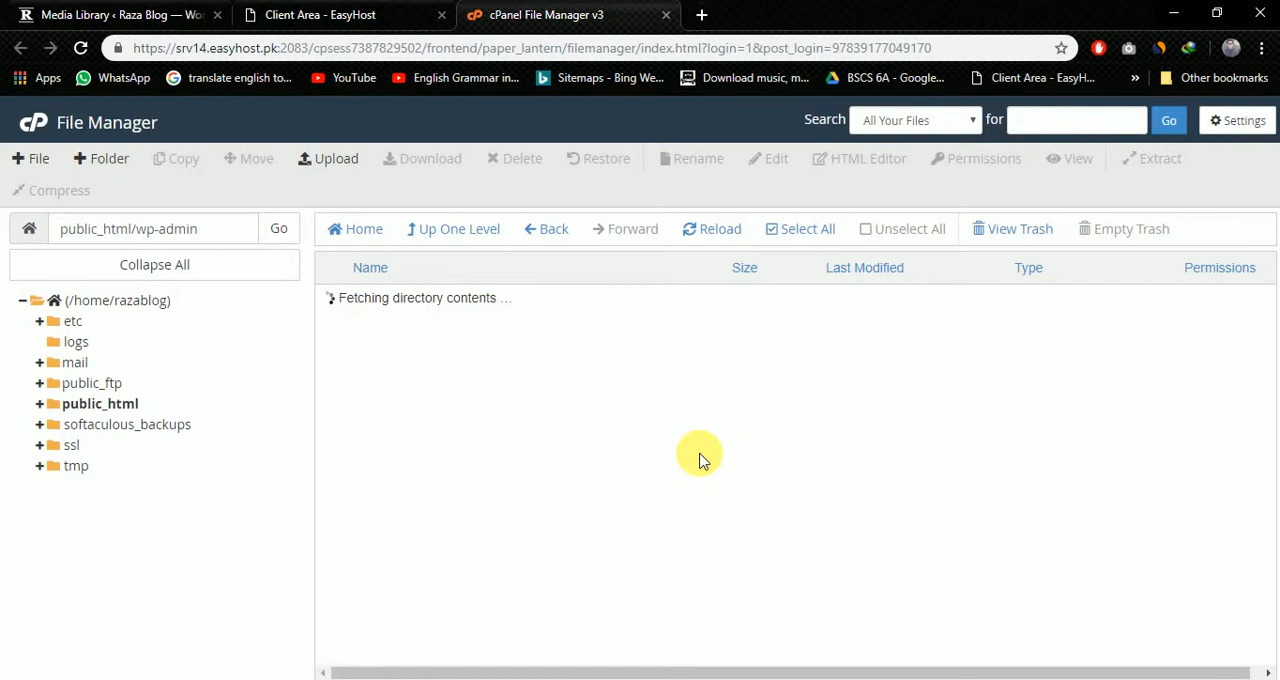 Media Library ‹ Raza Blog — Wo
Client Area - EasyHost
cPanel File Manager v3
https://srv14.easyhost.pk:2083/cpsess7387829502/frontend/paper_lantern/filemanager/index.html?login=1&post_login=97839177049170
Apps
WhatsApp
translate english to...
YouTube
English Grammar in...
Sitemaps - Bing We...
Download music, m...
BSCS 6A - Google...
Client Area - EasyH...
»
Other bookmarks
cP File Manager
Search
All Your Files
for
Go
Settings
File
Folder
Copy
Move
Upload
Download
Delete
Restore
Rename
Edit
HTML Editor
Permissions
View
Extract
Compress
public_html/wp-admin
Go
Home
Up One Level
Back
Forward
Reload
Select All
Unselect All
View Trash
Empty Trash
Collapse All
Name
Size
Last Modified
Type
Permissions
Fetching directory contents ...
(/home/razablog)
etc
logs
mail
public_ftp
public_html
softaculous_backups
ssl
tmp